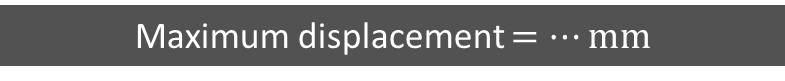 Maximum displacement = ⋯ mm